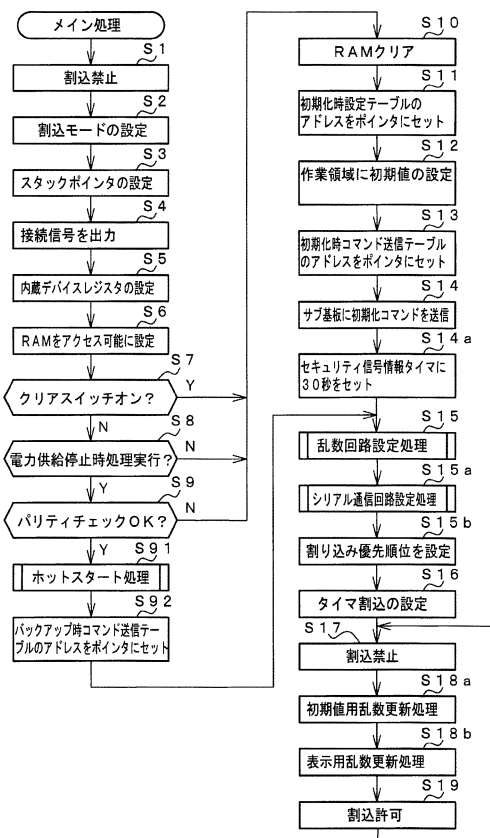 メイン処理
S1
割込禁止
S2
割込モードの設定
S3
スタックポインタの設定
S4
接続信号を出力
S5
内蔵デバイスレジスタの設定
S6
RAMをアクセス可能に設定
S7
クリアスイッチオン?
Y
N
S8
電力供給停止時処理実行?
N
Y
S9
パリティチェックOK?
N
Y
S91
ホットスタート処理
S92
バックアップ時コマンド送信テー
ブルのアドレスをポインタにセット
S10
RAMクリア
S11
初期化時設定テーブルの
アドレスをポインタにセット
S12
作業領域に初期値の設定
S13
初期化時コマンド送信テーブル
のアドレスをポインタにセット
S14
サブ基板に初期化コマンドを送信
S14a
セキュリティ信号情報タイマに
30秒をセット
S15
乱数回路設定処理
S15a
シリアル通信回路設定処理
S15b
割り込み優先順位を設定
S16
タイマ割込の設定
S17
割込禁止
S18a
初期値用乱数更新処理
S18b
表示用乱数更新処理
S19
割込許可